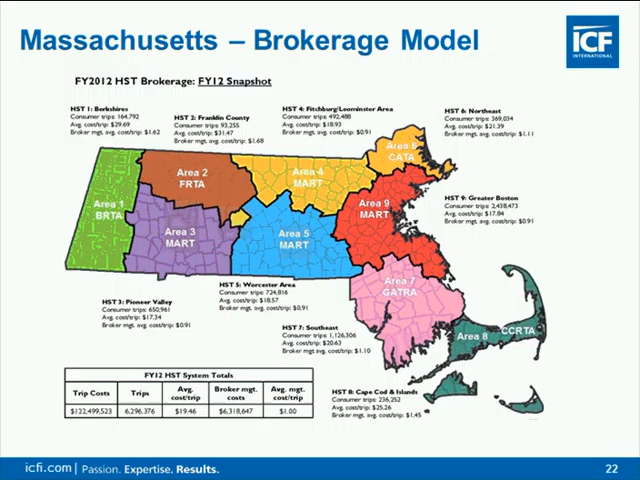 Massachusetts – Brokerage Model
ICF
INTERNATIONAL
FY2012 HST Brokerage: FY12 Snapshot
HST 1: Berkshires
Consumer trips: 164,792
Avg. cost/trip: $29.69
Broker mgt. avg. cost/trip: $1.62
HST 2: Franklin County
Consumer trips: 93,255
Avg. cost/trip: $31.47
Broker mgt. avg. cost/trip: $1.68
HST 4: Fitchburg/Leominster Area
Consumer trips: 492,488
Avg. cost/trip: $18.93
Broker mgt. avg. cost/trip: $0.91
HST 6: Northeast
Consumer trips: 369,034
Avg. cost/trip: $21.39
Broker mgt. avg. cost/trip: $1.11
Area 1
BRTA
Area 2
FRTA
Area 3
MART
Area 4
MART
Area 5
MART
Area 6
CATA
Area 9
MART
Area 7
GATRA
Area 8
CCRTA
HST 9: Greater Boston
Consumer trips: 2,438,473
Avg. cost/trip: $17.84
Broker mgt. avg. cost/trip: $0.91
HST 3: Pioneer Valley
Consumer trips: 650,961
Avg. cost/trip: $17.34
Broker mgt. avg. cost/trip: $0.91
HST 5: Worcester Area
Consumer trips: 724,816
Avg. cost/trip: $18.57
Broker mgt. avg. cost/trip: $0.91
HST 7: Southeast
Consumer trips: 1,126,306
Avg. cost/trip: $20.63
Broker mgt. avg. cost/trip: $1.10
HST 8: Cape Cod & Islands
Consumer trips: 236,252
Avg. cost/trip: $25.26
Broker mgt. avg. cost/trip: $1.45
FY12 HST System Totals
Trip Costs Trips Avg. cost/trip Broker mgt. costs Avg. mgt. cost/trip
$122,499,523 6,296,376 $19.46 $6,318,647 $1.00
icfi.com | Passion. Expertise. Results.
22